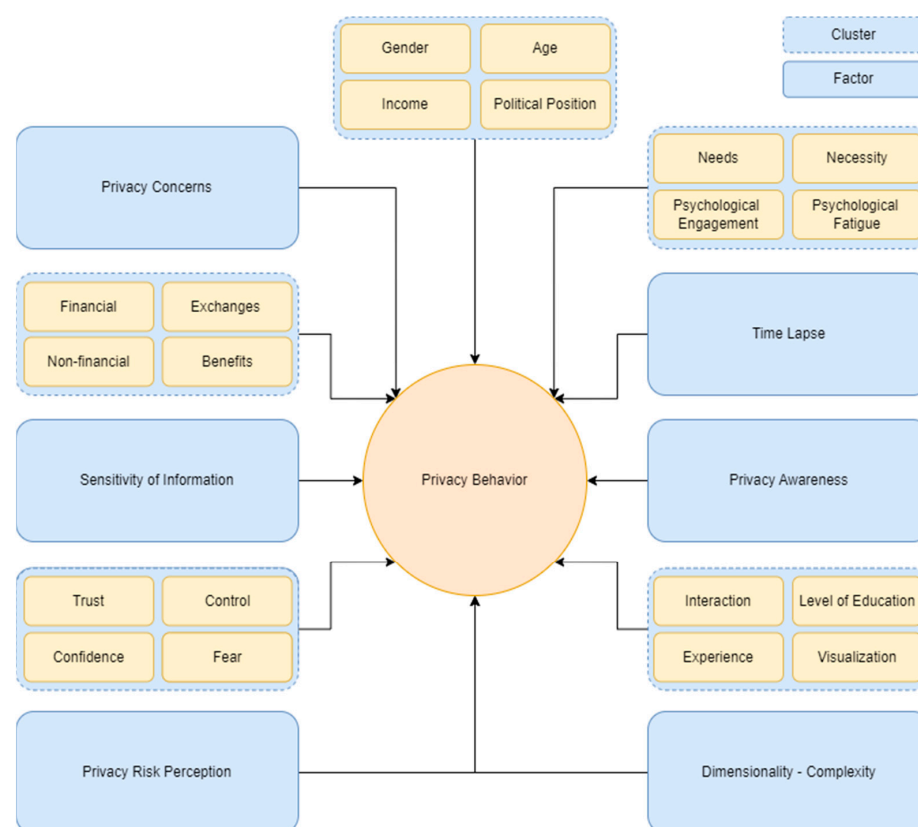 Gender
Age
Income
Political Position
Cluster
Factor
Privacy Concerns
Needs
Necessity
Psychological
Engagement
Psychological
Fatigue
Financial
Exchanges
Non-financial
Benefits
Time Lapse
Sensitivity of Information
Privacy Behavior
Privacy Awareness
Trust
Control
Confidence
Fear
Interaction
Level of Education
Experience
Visualization
Privacy Risk Perception
Dimensionality - Complexity